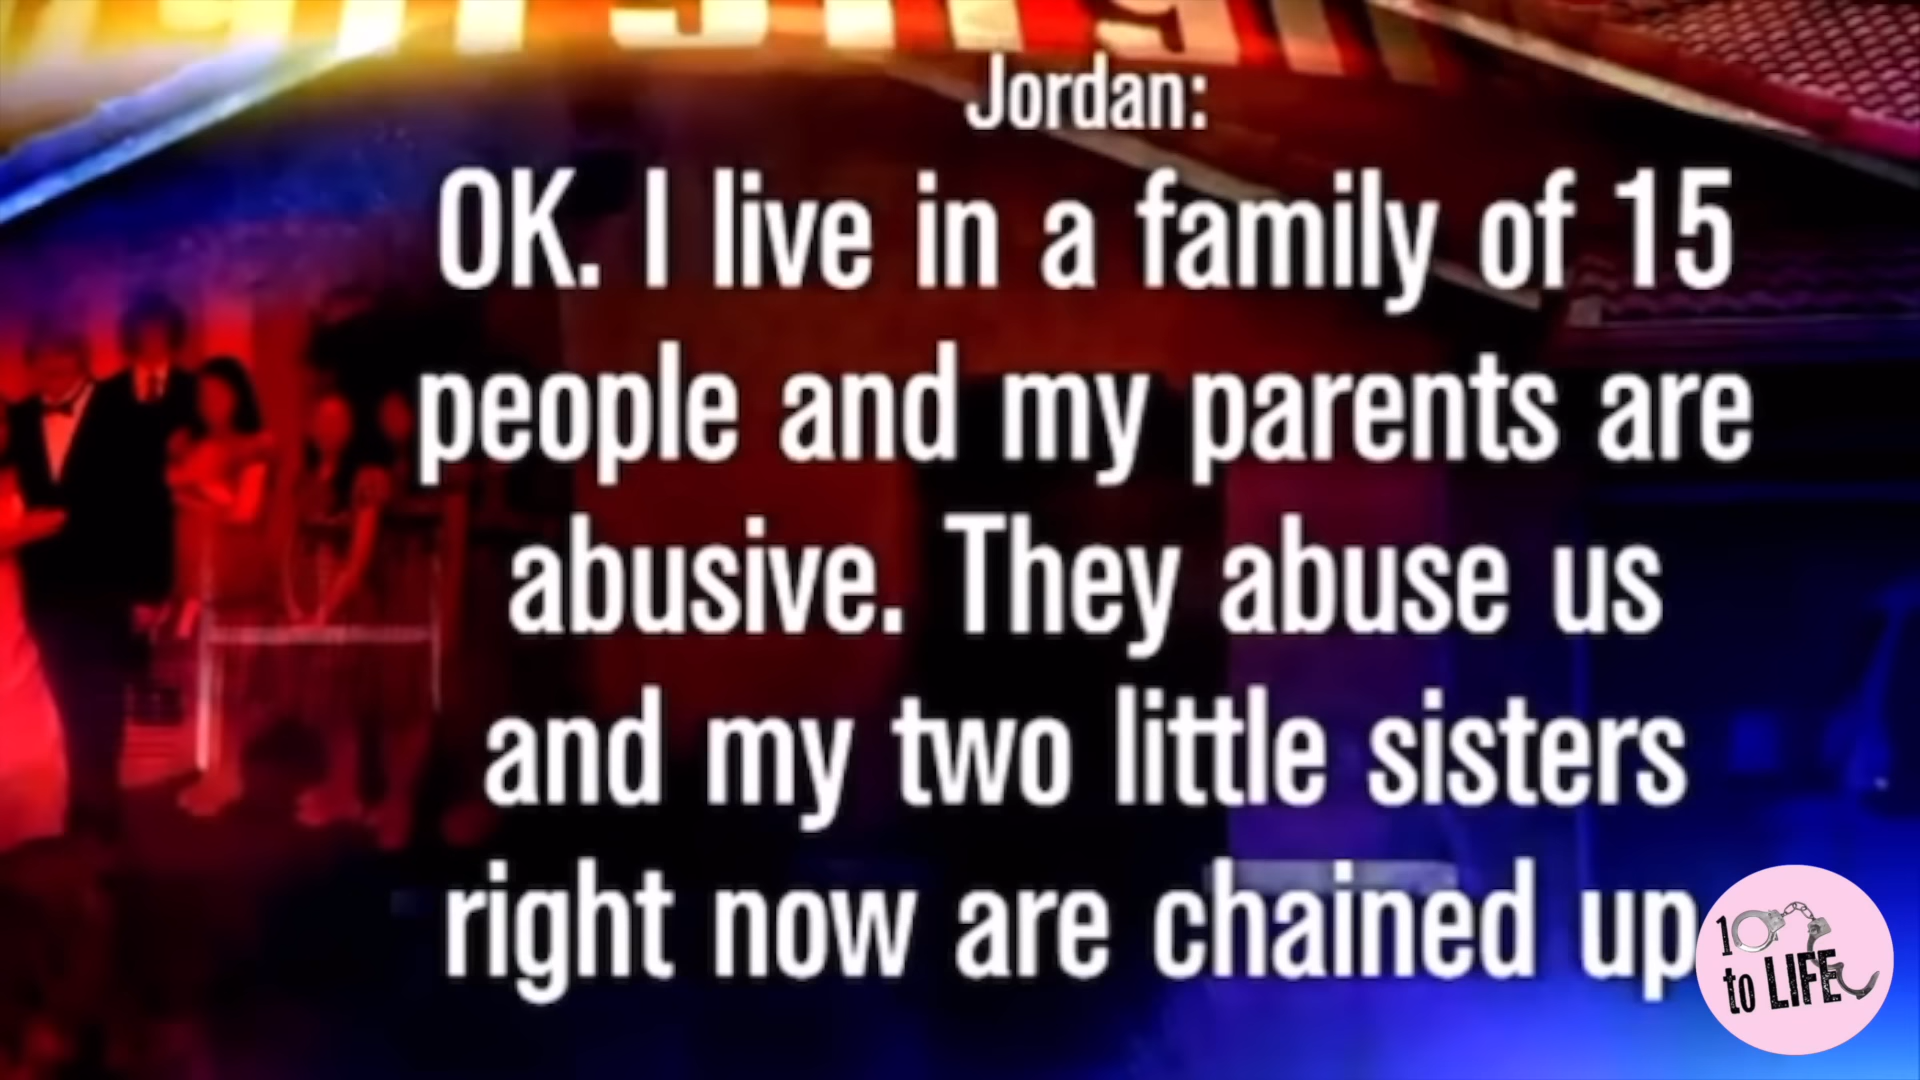 Jordan:
OK. I live in a family of 15
people and my parents are
abusive. They abuse us
and my two little sisters
right now are chained up
10
to LIFE